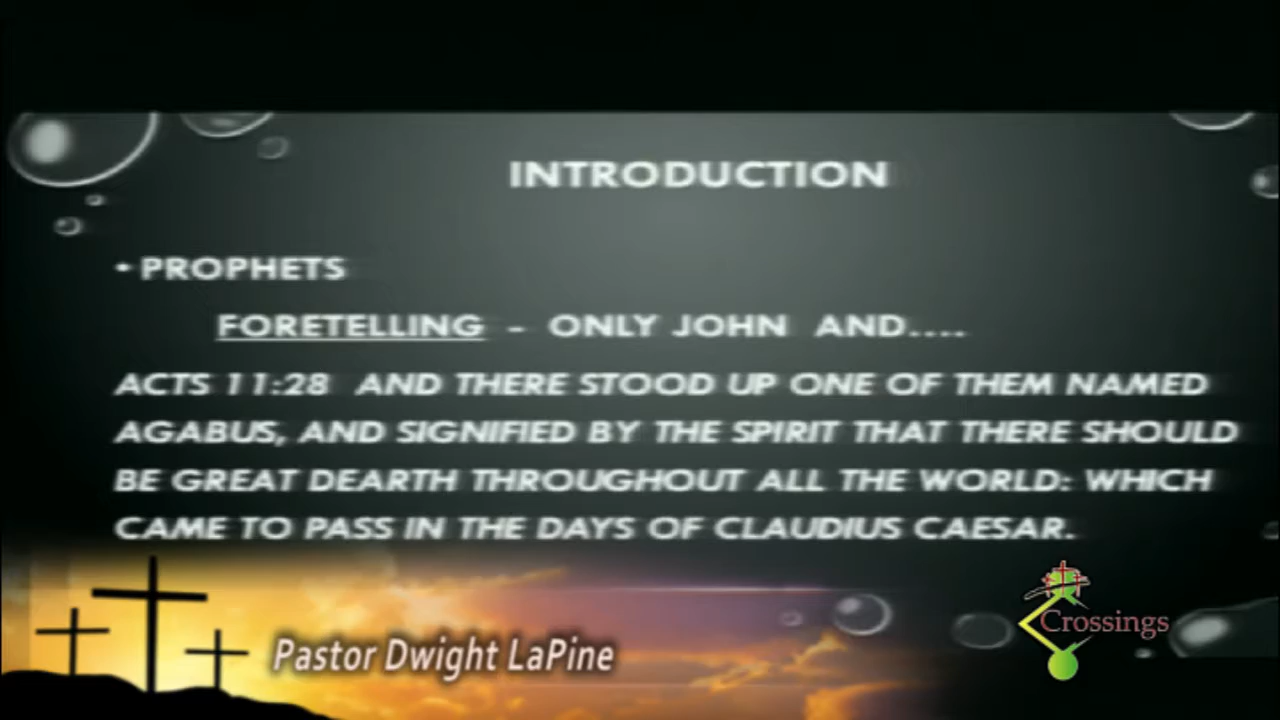 INTRODUCTION
• PROPHETS
FORETELLING - ONLY JOHN AND....
ACTS 11:28 AND THERE STOOD UP ONE OF THEM NAMED
AGABUS, AND SIGNIFIED BY THE SPIRIT THAT THERE SHOULD
BE GREAT DEARTH THROUGHOUT ALL THE WORLD: WHICH
CAME TO PASS IN THE DAYS OF CLAUDIUS CAESAR.
Pastor Dwight LaPine
Crossings